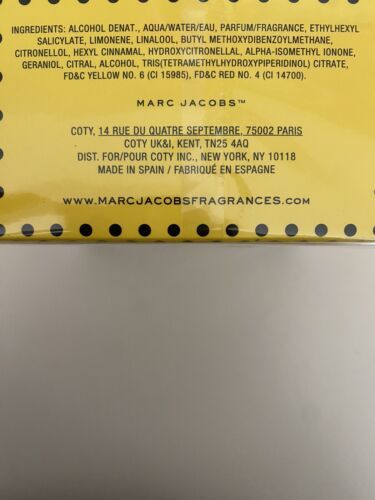 INGREDIENTS: ALCOHOL DENAT., AQUA/WATER/EAU, PARFUM/FRAGRANCE, ETHYLHEXYL
SALICYLATE, LIMONENE, LINALOOL, BUTYL METHOXYDIBENZOYLMETHANE,
CITRONELLOL, HEXYL CINNAMAL, HYDROXYCITRONELLAL, ALPHA-ISOMETHYL IONONE,
GERANIOL, CITRAL, ALCOHOL, TRIS(TETRAMETHYLHYDROXYPIPERIDINOL) CITRATE,
FD&C YELLOW NO. 6 (CI 15985), FD&C RED NO. 4 (CI 14700).
MARC JACOBS™
COTY, 14 RUE DU QUATRE SEPTEMBRE, 75002 PARIS
COTY UK&I, KENT, TN25 4AQ
DIST. FOR/POUR COTY INC., NEW YORK, NY 10118
MADE IN SPAIN / FABRIQUÉ EN ESPAGNE
WWW.MARCJACOBSFRAGRANCES.COM